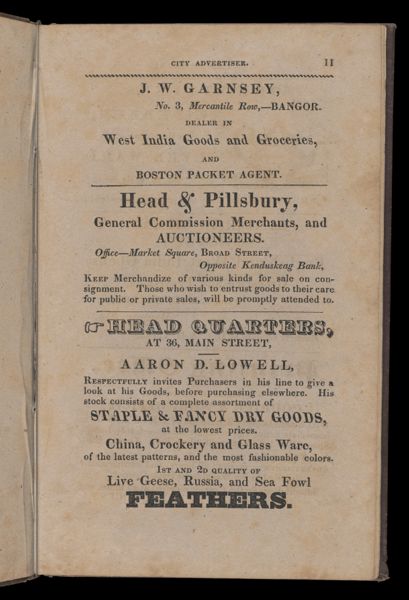 CITY ADVERTISER. 11
J. W. GARNSEY,
No. 3, Mercantile Row,—BANGOR.
DEALER IN
West India Goods and Groceries,
AND
BOSTON PACKET AGENT.
Head & Pillsbury,
General Commission Merchants, and
AUCTIONEERS.
Office—Market Square, BROAD STREET,
Opposite Kenduskeag Bank,
KEEP Merchandize of various kinds for sale on con-
signment. Those who wish to entrust goods to their care
for public or private sales, will be promptly attended to.
☞HEAD QUARTERS,
AT 36, MAIN STREET,
AARON D. LOWELL,
RESPECTFULLY invites Purchasers in his line to give a
look at his Goods, before purchasing elsewhere. His
stock consists of a complete assortment of
STAPLE & FANCY DRY GOODS,
at the lowest prices.
China, Crockery and Glass Ware,
of the latest patterns, and the most fashionable colors.
1ST AND 2D QUALITY OF
Live Geese, Russia, and Sea Fowl
FEATHERS.